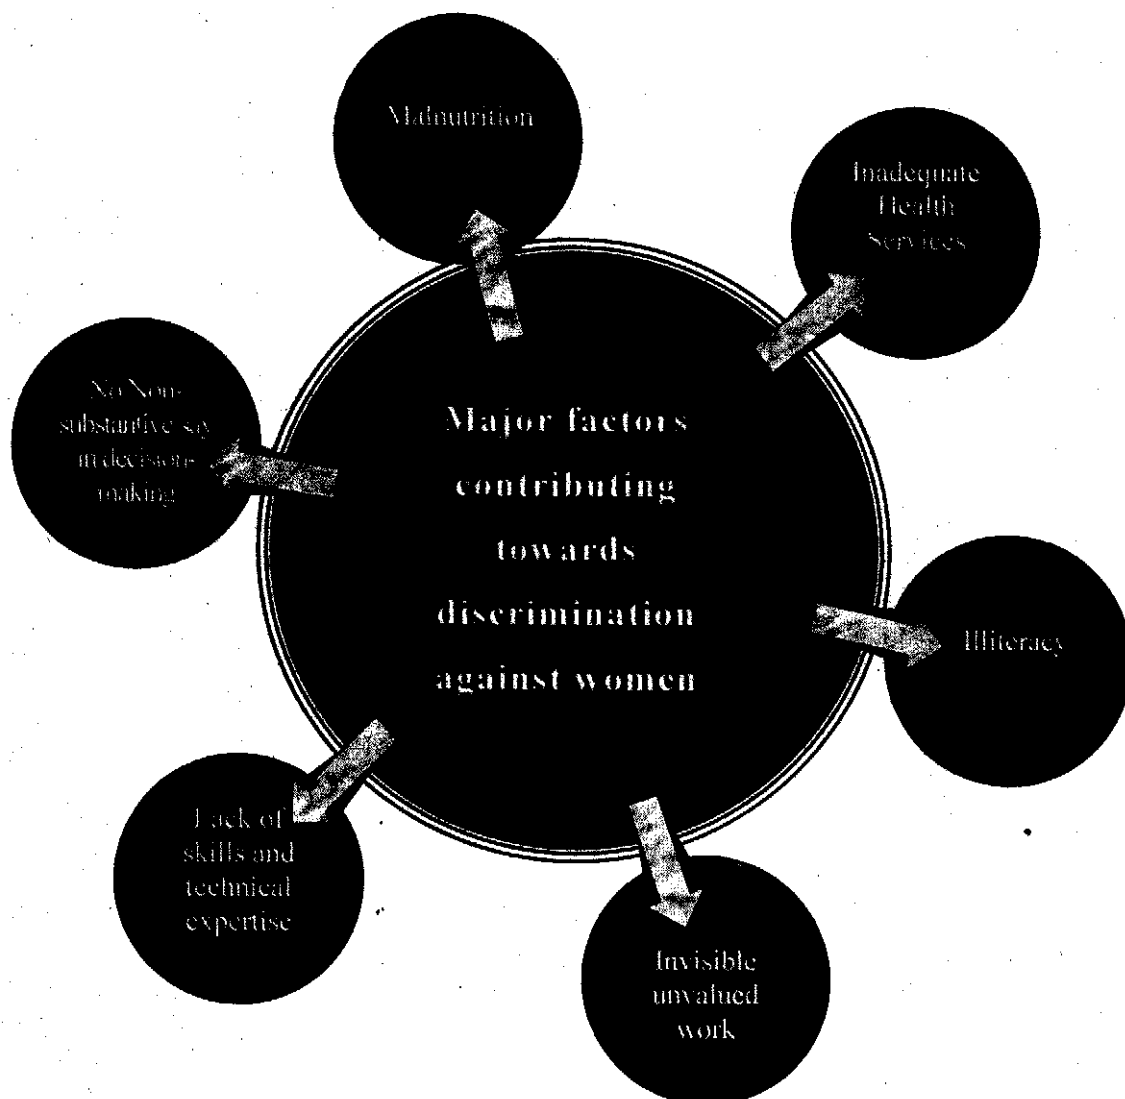 Malnutrition
Inadequate
Health
Services
No Non-
substantive say
in decision-
making
Major factors
contributing
towards
discrimination
against women
Illiteracy
Lack of
skills and
technical
expertise
Invisible
unvalued
work